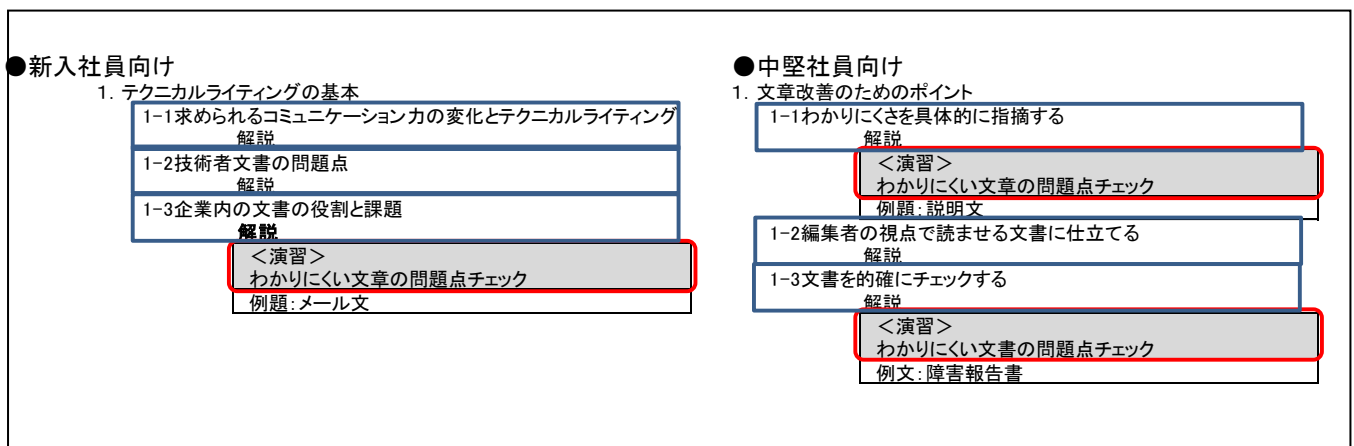 ●新入社員向け
1. テクニカルライティングの基本
1-1求められるコミュニケーション力の変化とテクニカルライティング
解説
1-2技術者文書の問題点
解説
1-3企業内の文書の役割と課題
解説
<演習>
わかりにくい文章の問題点チェック
例題:メール文
●中堅社員向け
1. 文章改善のためのポイント
1-1わかりにくさを具体的に指摘する
解説
<演習>
わかりにくい文章の問題点チェック
例題:説明文
1-2編集者の視点で読ませる文書に仕立てる
解説
1-3文書を的確にチェックする
解説
<演習>
わかりにくい文書の問題点チェック
例文:障害報告書